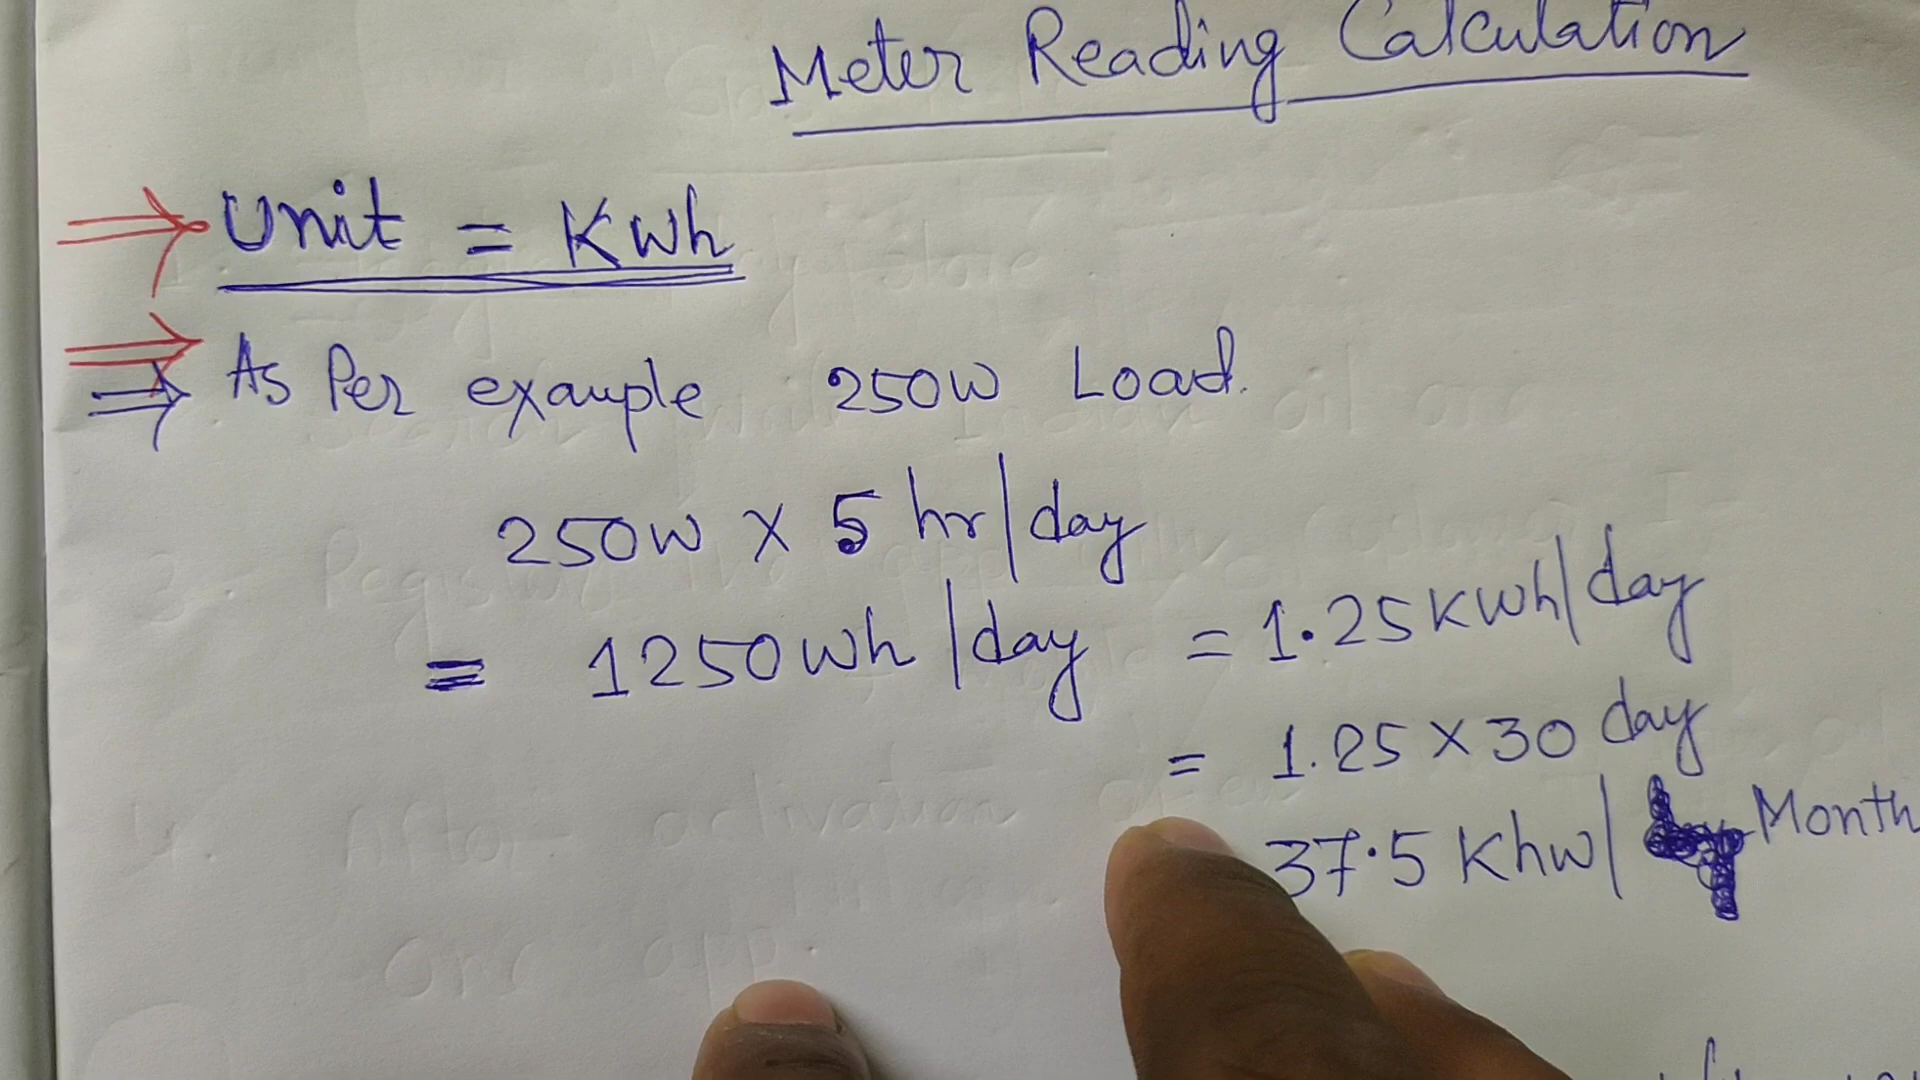 Meter Reading Calculation
Unit = Kwh
As Per example 250W Load.
250W X 5 hr/day
= 1250Wh/day = 1.25KWh/day
= 1.25 X 30 day
37.5 Khw/ Month